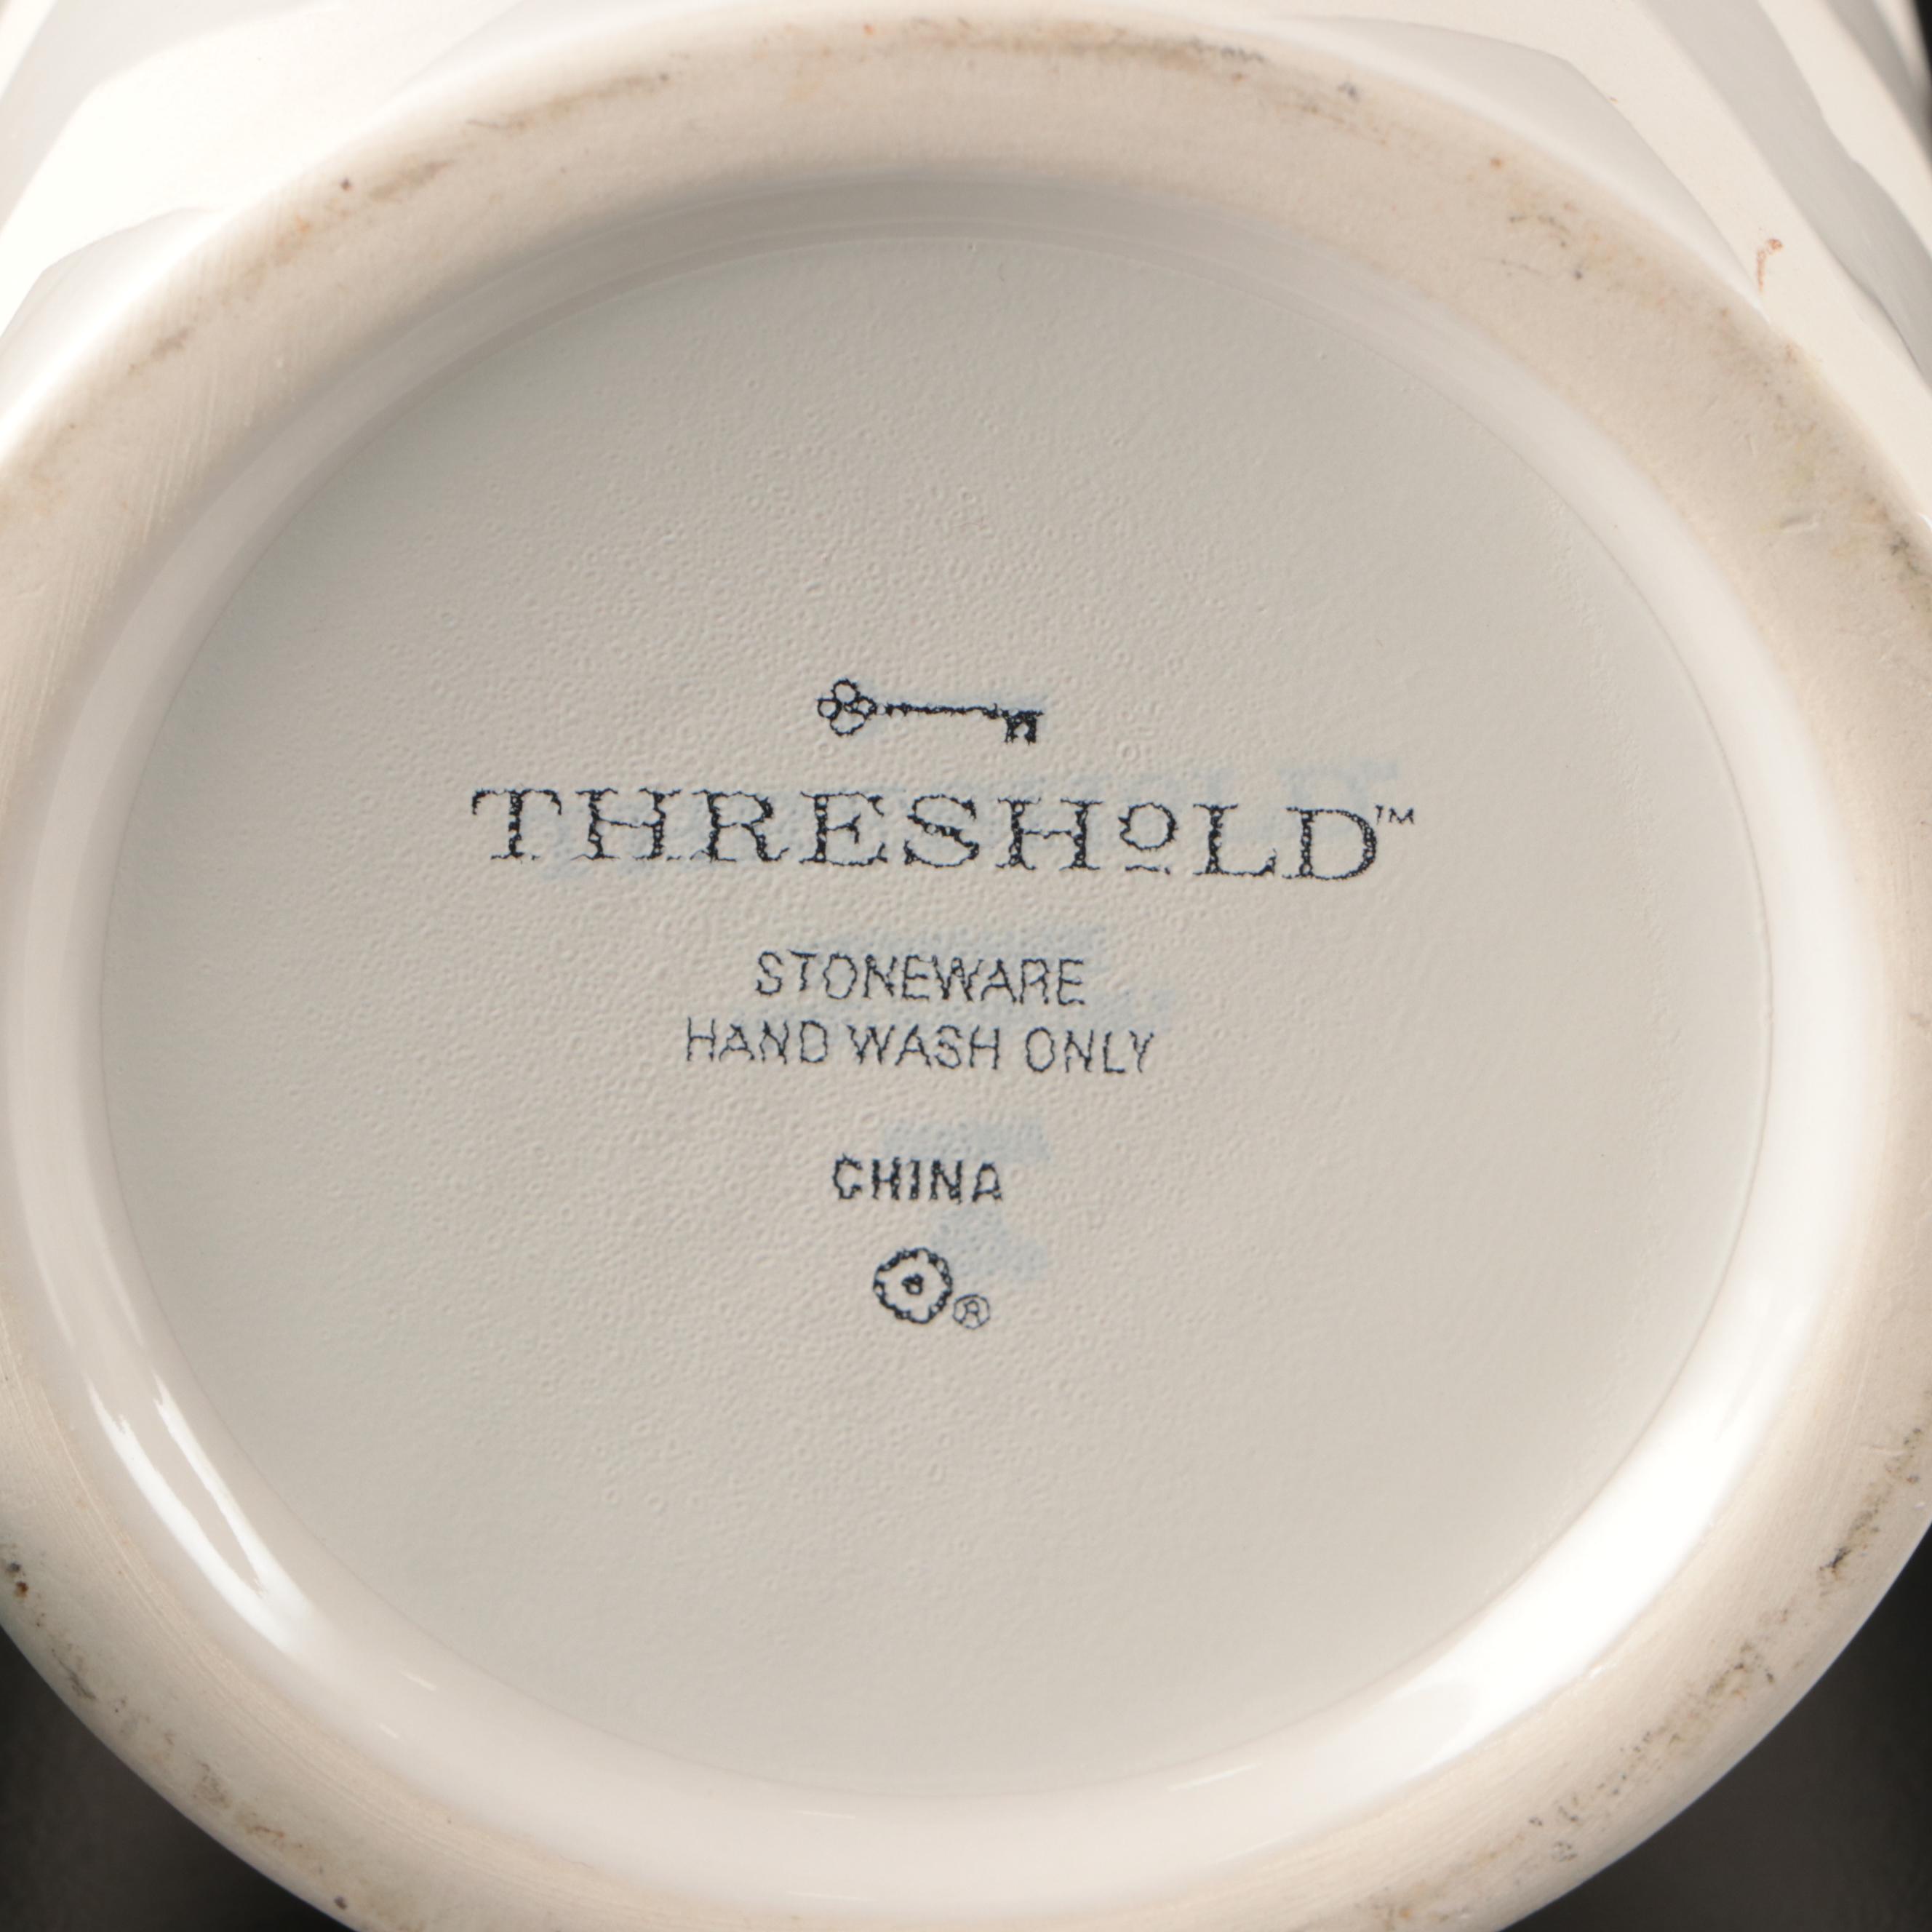 THRESHOLD™
STONEWARE
HAND WASH ONLY
CHINA
®